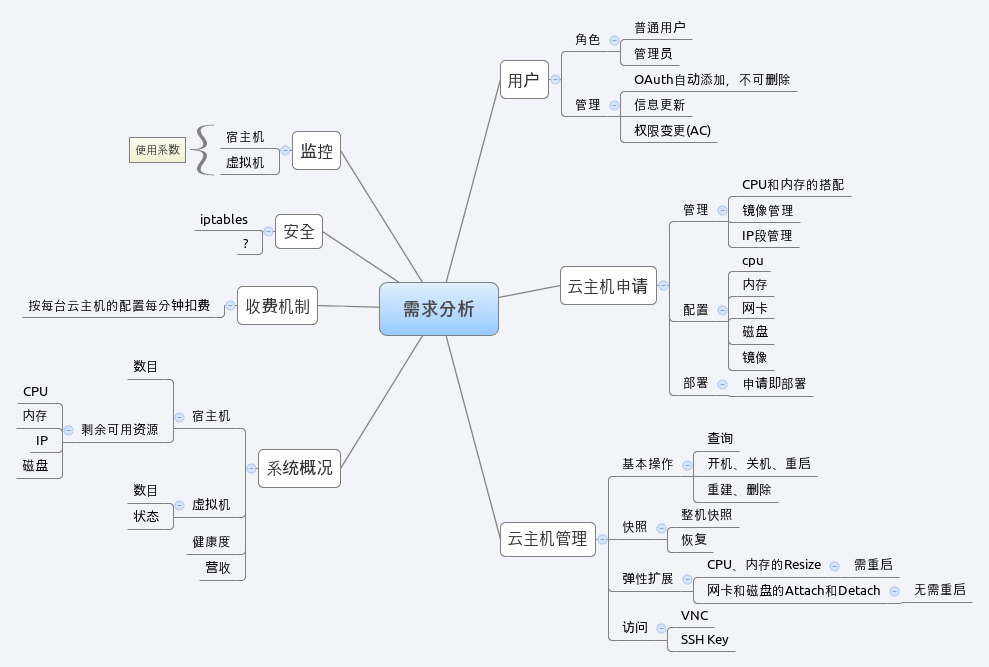 需求分析
用户
角色
普通用户
管理员
管理
OAuth自动添加，不可删除
信息更新
权限变更(AC)
云主机申请
管理
CPU和内存的搭配
镜像管理
IP段管理
配置
cpu
内存
网卡
磁盘
镜像
部署
申请即部署
云主机管理
基本操作
查询
开机、关机、重启
重建、删除
快照
整机快照
恢复
弹性扩展
CPU、内存的Resize
需重启
网卡和磁盘的Attach和Detach
无需重启
访问
VNC
SSH Key
监控
宿主机
虚拟机
使用系数
安全
iptables
?
收费机制
按每台云主机的配置每分钟扣费
系统概况
宿主机
数目
剩余可用资源
CPU
内存
IP
磁盘
虚拟机
数目
状态
健康度
营收